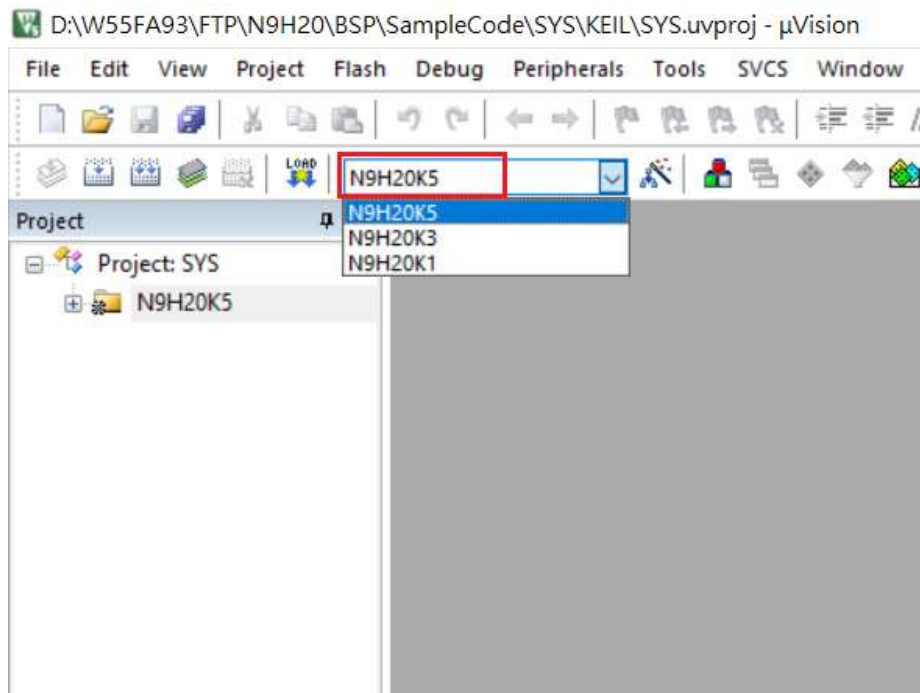 D:\W55FA93\FTP\N9H20\BSP\SampleCode\SYS\KEIL\SYS.uvproj - µVision
File Edit View Project Flash Debug Peripherals Tools SVCS Window
LOAD
N9H20K5
Project
N9H20K5
N9H20K3
N9H20K1
Project: SYS
N9H20K5